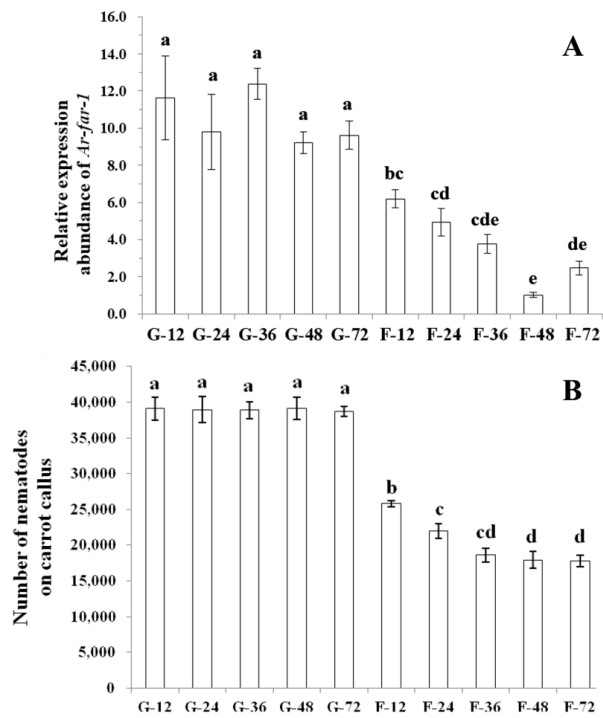 A
Relative expression
abundance of Ar-far-1
16.0
14.0
12.0
10.0
8.0
6.0
4.0
2.0
0.0
a a a a a bc cd cde e de
G-12 G-24 G-36 G-48 G-72 F-12 F-24 F-36 F-48 F-72
B
Number of nematodes
on carrot callus
45,000
40,000
35,000
30,000
25,000
20,000
15,000
10,000
5,000
0
a a a a a b c cd d d
G-12 G-24 G-36 G-48 G-72 F-12 F-24 F-36 F-48 F-72